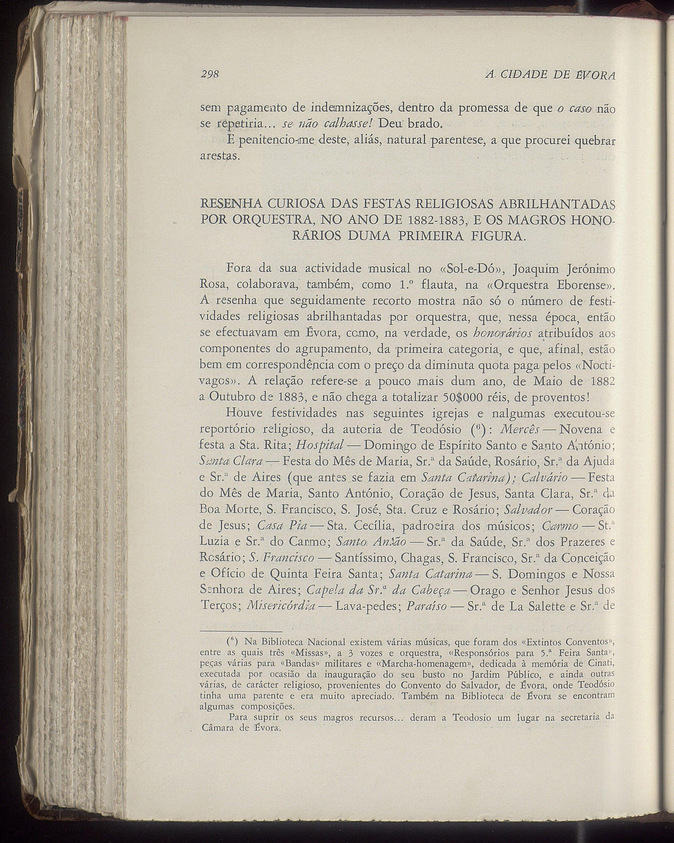 298
A CIDADE DE ÉVORA
sem pagamento de indemnizações, dentro da promessa de que o caso não
se repetiria... se não calhasse! Deu brado.
E penitencio-me deste, aliás, natural parentese, a que procurei quebrar
arestas.
RESENHA CURIOSA DAS FESTAS RELIGIOSAS ABRILHANTADAS
POR ORQUESTRA, NO ANO DE 1882-1883, E OS MAGROS HONO-
RÁRIOS DUMA PRIMEIRA FIGURA.
Fora da sua actividade musical no «Sol-e-Dó», Joaquim Jerónimo
Rosa, colaborava, também, como 1.º flauta, na «Orquestra Eborense».
A resenha que seguidamente recorto mostra não só o número de festi-
vidades religiosas abrilhantadas por orquestra, que, nessa época, então
se efectuavam em Évora, como, na verdade, os honorários atribuídos aos
componentes do agrupamento, da primeira categoria, e que, afinal, estão
bem em correspondência com o preço da diminuta quota paga pelos «Nocti-
vagos». A relação refere-se a pouco mais dum ano, de Maio de 1882
a Outubro de 1883, e não chega a totalizar 50$000 réis, de proventos!
Houve festividades nas seguintes igrejas e nalgumas executou-se
reportório religioso, da autoria de Teodósio (⁶): Mercês — Novena e
festa a Sta. Rita; Hospital — Domingo de Espírito Santo e Santo António;
Santa Clara — Festa do Mês de Maria, Sr.ª da Saúde, Rosário, Sr.ª da Ajuda
e Sr.ª de Aires (que antes se fazia em Santa Catarina); Calvário — Festa
do Mês de Maria, Santo António, Coração de Jesus, Santa Clara, Sr.ª da
Boa Morte, S. Francisco, S. José, Sta. Cruz e Rosário; Salvador — Coração
de Jesus; Casa Pia — Sta. Cecília, padroeira dos músicos; Carmo — St.ª
Luzia e Sr.ª do Carmo; Santo Antão — Sr.ª da Saúde, Sr.ª dos Prazeres e
Rosário; S. Francisco — Santíssimo, Chagas, S. Francisco, Sr.ª da Conceição
e Ofício de Quinta Feira Santa; Santa Catarina — S. Domingos e Nossa
Senhora de Aires; Capela da Sr.ª da Cabeça — Orago e Senhor Jesus dos
Terços; Misericórdia — Lava-pedes; Paraíso — Sr.ª de La Salette e Sr.ª de
(⁶) Na Biblioteca Nacional existem várias músicas, que foram dos «Extintos Conventos»,
entre as quais três «Missas», a 3 vozes e orquestra, «Responsórios para 5.ª Feira Santa»,
peças várias para «Bandas» militares e «Marcha-homenagem», dedicada à memória de Cinati,
executada por ocasião da inauguração do seu busto no Jardim Público, e ainda outras
várias, de carácter religioso, provenientes do Convento do Salvador, de Évora, onde Teodósio
tinha uma parente e era muito apreciado. Também na Biblioteca de Évora se encontram
algumas composições.
Para suprir os seus magros recursos... deram a Teodosio um lugar na secretaria da
Câmara de Évora.